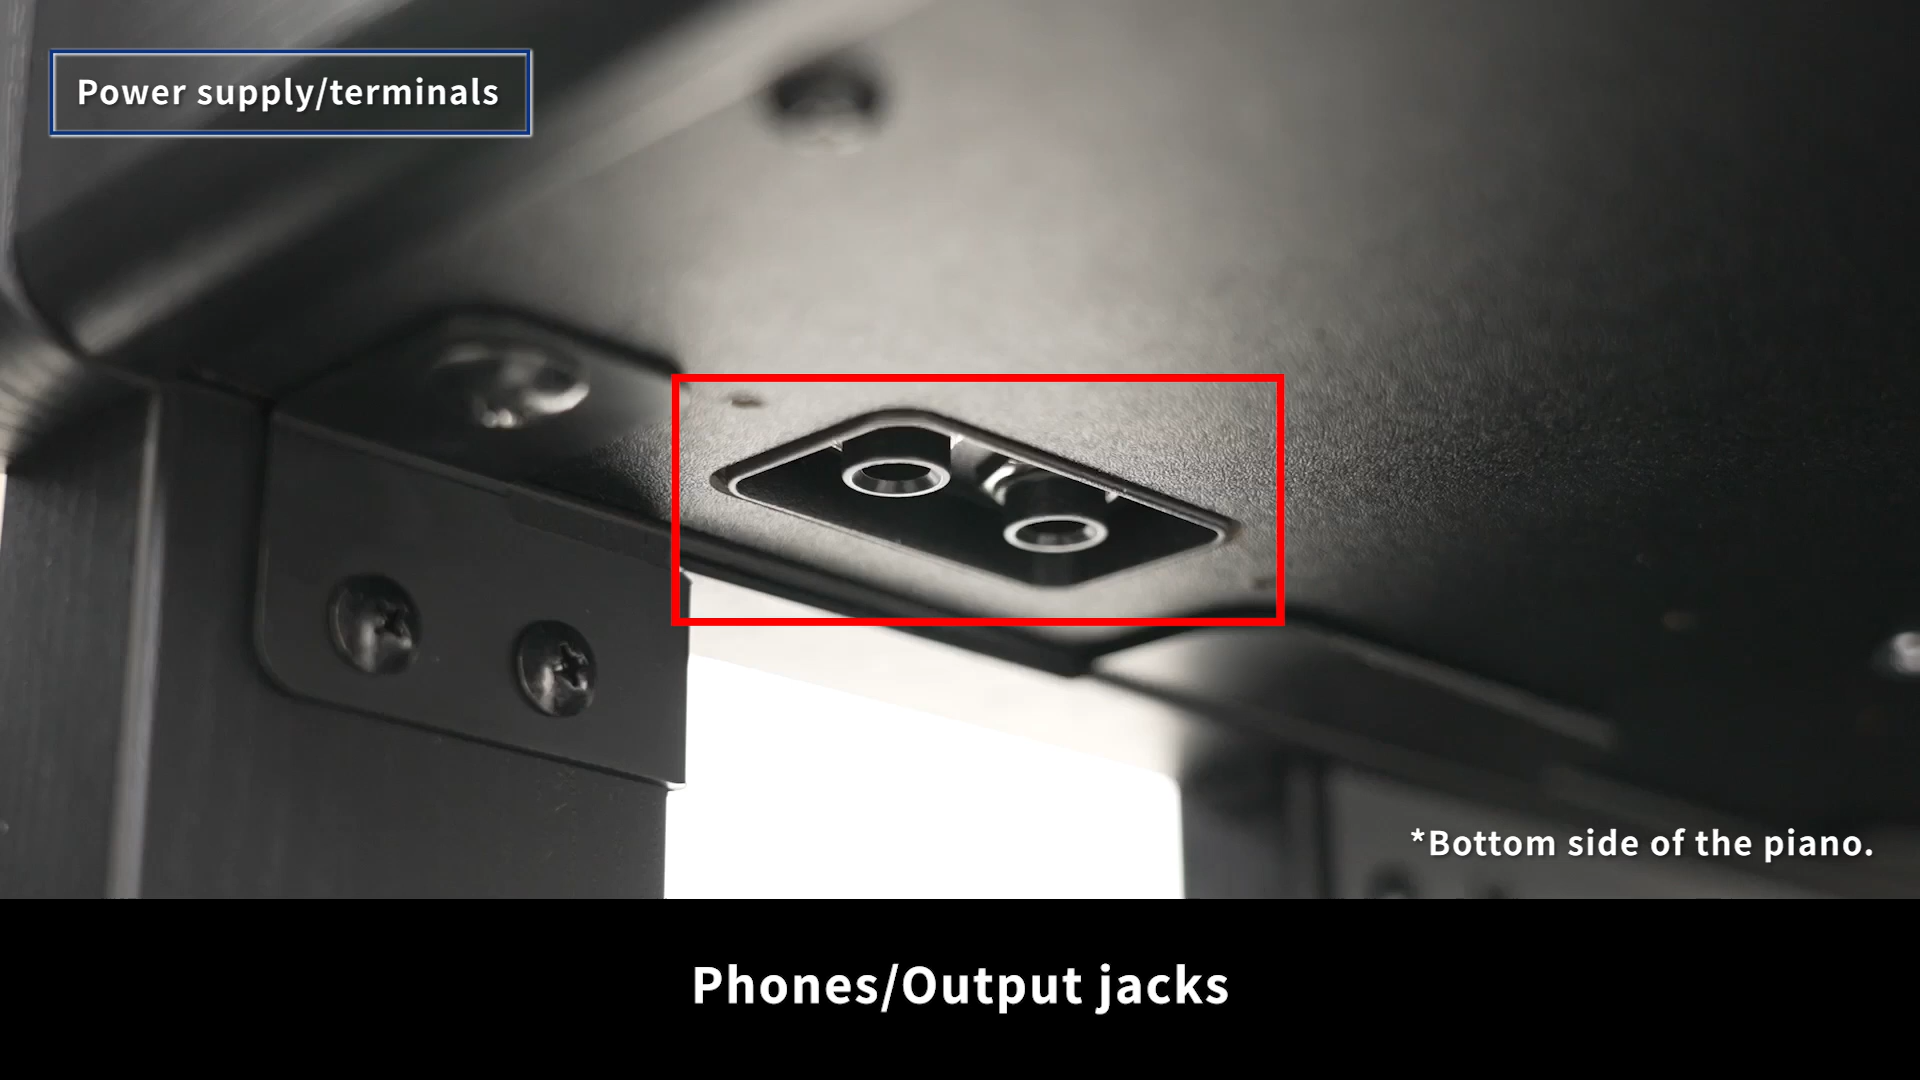 Power supply/terminals
*Bottom side of the piano.
Phones/Output jacks